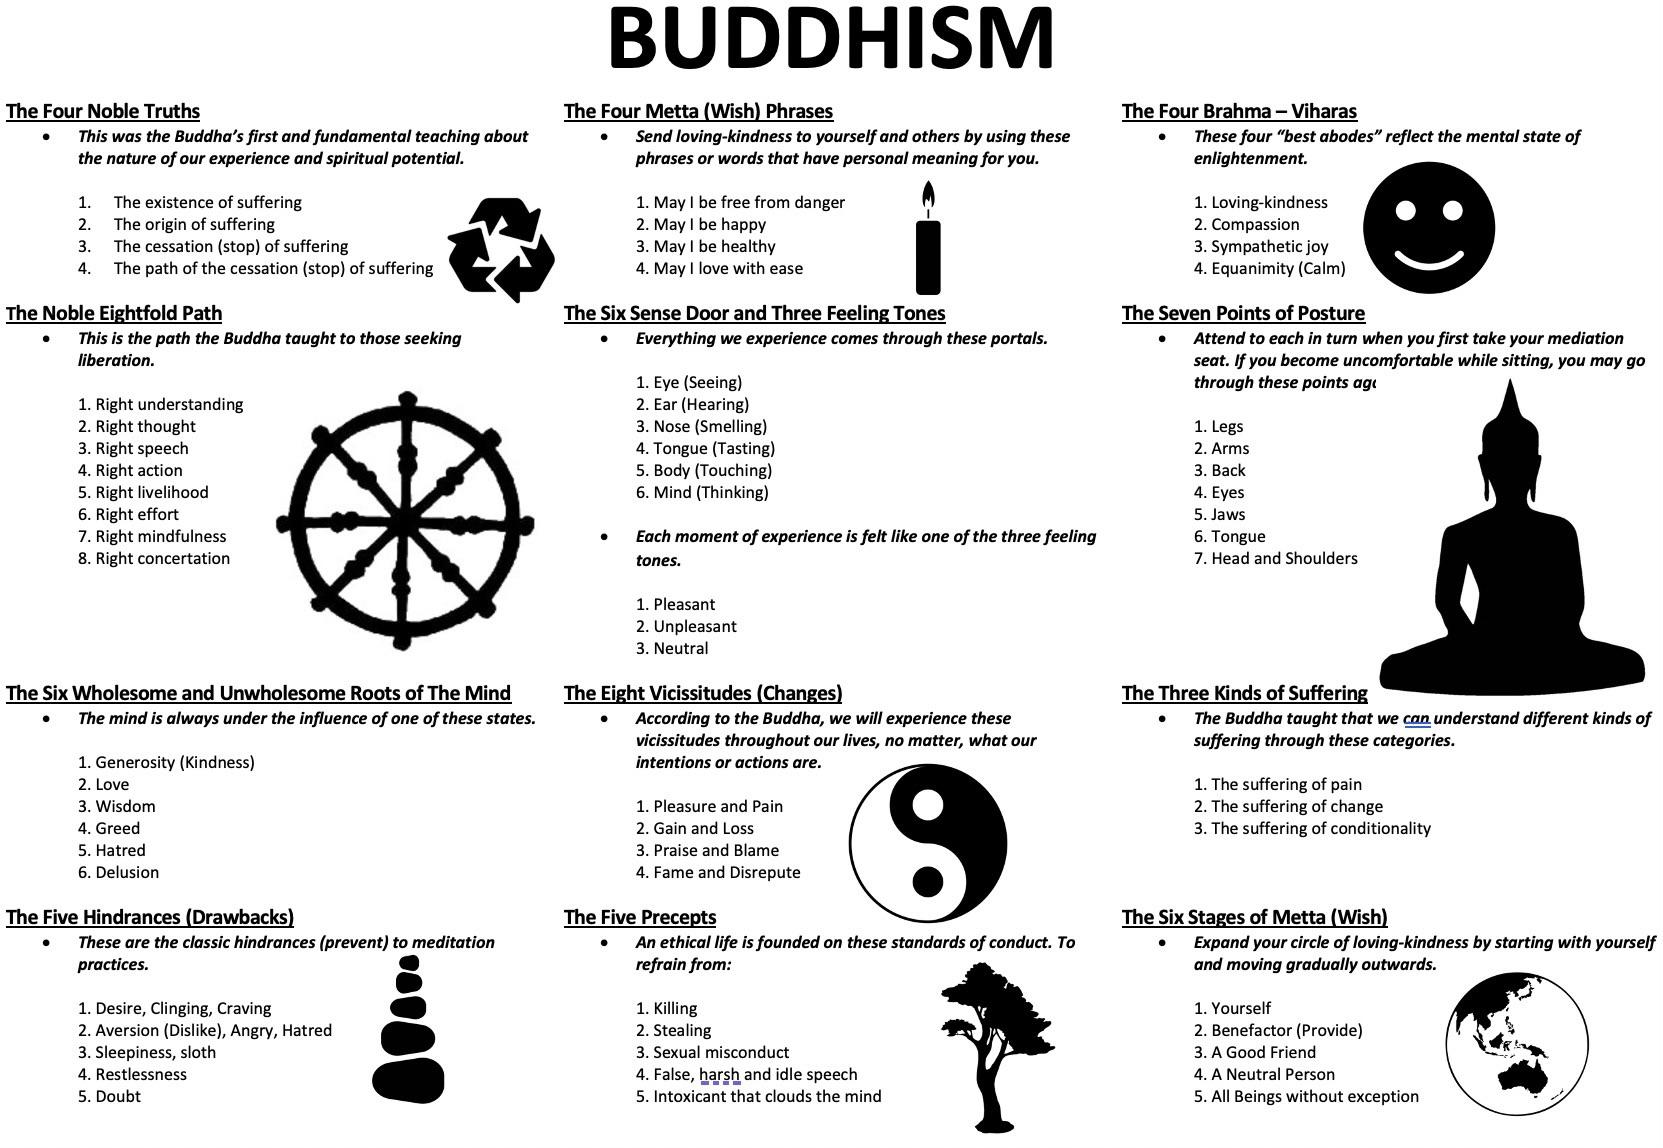 BUDDHISM
The Four Noble Truths
• This was the Buddha's first and fundamental teaching about
the nature of our experience and spiritual potential.
1. The existence of suffering
2. The origin of suffering
3. The cessation (stop) of suffering
4. The path of the cessation (stop) of suffering
The Four Metta (Wish) Phrases
• Send loving-kindness to yourself and others by using these
phrases or words that have personal meaning for you.
1. May I be free from danger
2. May I be happy
3. May I be healthy
4. May I love with ease
The Four Brahma – Viharas
• These four “best abodes” reflect the mental state of
enlightenment.
1. Loving-kindness
2. Compassion
3. Sympathetic joy
4. Equanimity (Calm)
The Noble Eightfold Path
• This is the path the Buddha taught to those seeking
liberation.
1. Right understanding
2. Right thought
3. Right speech
4. Right action
5. Right livelihood
6. Right effort
7. Right mindfulness
8. Right concertation
The Six Sense Door and Three Feeling Tones
• Everything we experience comes through these portals.
1. Eye (Seeing)
2. Ear (Hearing)
3. Nose (Smelling)
4. Tongue (Tasting)
5. Body (Touching)
6. Mind (Thinking)
• Each moment of experience is felt like one of the three feeling
tones.
1. Pleasant
2. Unpleasant
3. Neutral
The Seven Points of Posture
• Attend to each in turn when you first take your mediation
seat. If you become uncomfortable while sitting, you may go
through these points
1. Legs
2. Arms
3. Back
4. Eyes
5. Jaws
6. Tongue
7. Head and Shoulders
The Six Wholesome and Unwholesome Roots of The Mind
• The mind is always under the influence of one of these states.
1. Generosity (Kindness)
2. Love
3. Wisdom
4. Greed
5. Hatred
6. Delusion
The Eight Vicissitudes (Changes)
• According to the Buddha, we will experience these
vicissitudes throughout our lives, no matter, what our
intentions or actions are.
1. Pleasure and Pain
2. Gain and Loss
3. Praise and Blame
4. Fame and Disrepute
The Three Kinds of Suffering
• The Buddha taught that we can understand different kinds of
suffering through these categories.
1. The suffering of pain
2. The suffering of change
3. The suffering of conditionality
The Five Hindrances (Drawbacks)
• These are the classic hindrances (prevent) to meditation
practices.
1. Desire, Clinging, Craving
2. Aversion (Dislike), Angry, Hatred
3. Sleepiness, sloth
4. Restlessness
5. Doubt
The Five Precepts
• An ethical life is founded on these standards of conduct. To
refrain from:
1. Killing
2. Stealing
3. Sexual misconduct
4. False, harsh and idle speech
5. Intoxicant that clouds the mind
The Six Stages of Metta (Wish)
• Expand your circle of loving-kindness by starting with yourself
and moving gradually outwards.
1. Yourself
2. Benefactor (Provide)
3. A Good Friend
4. A Neutral Person
5. All Beings without exception